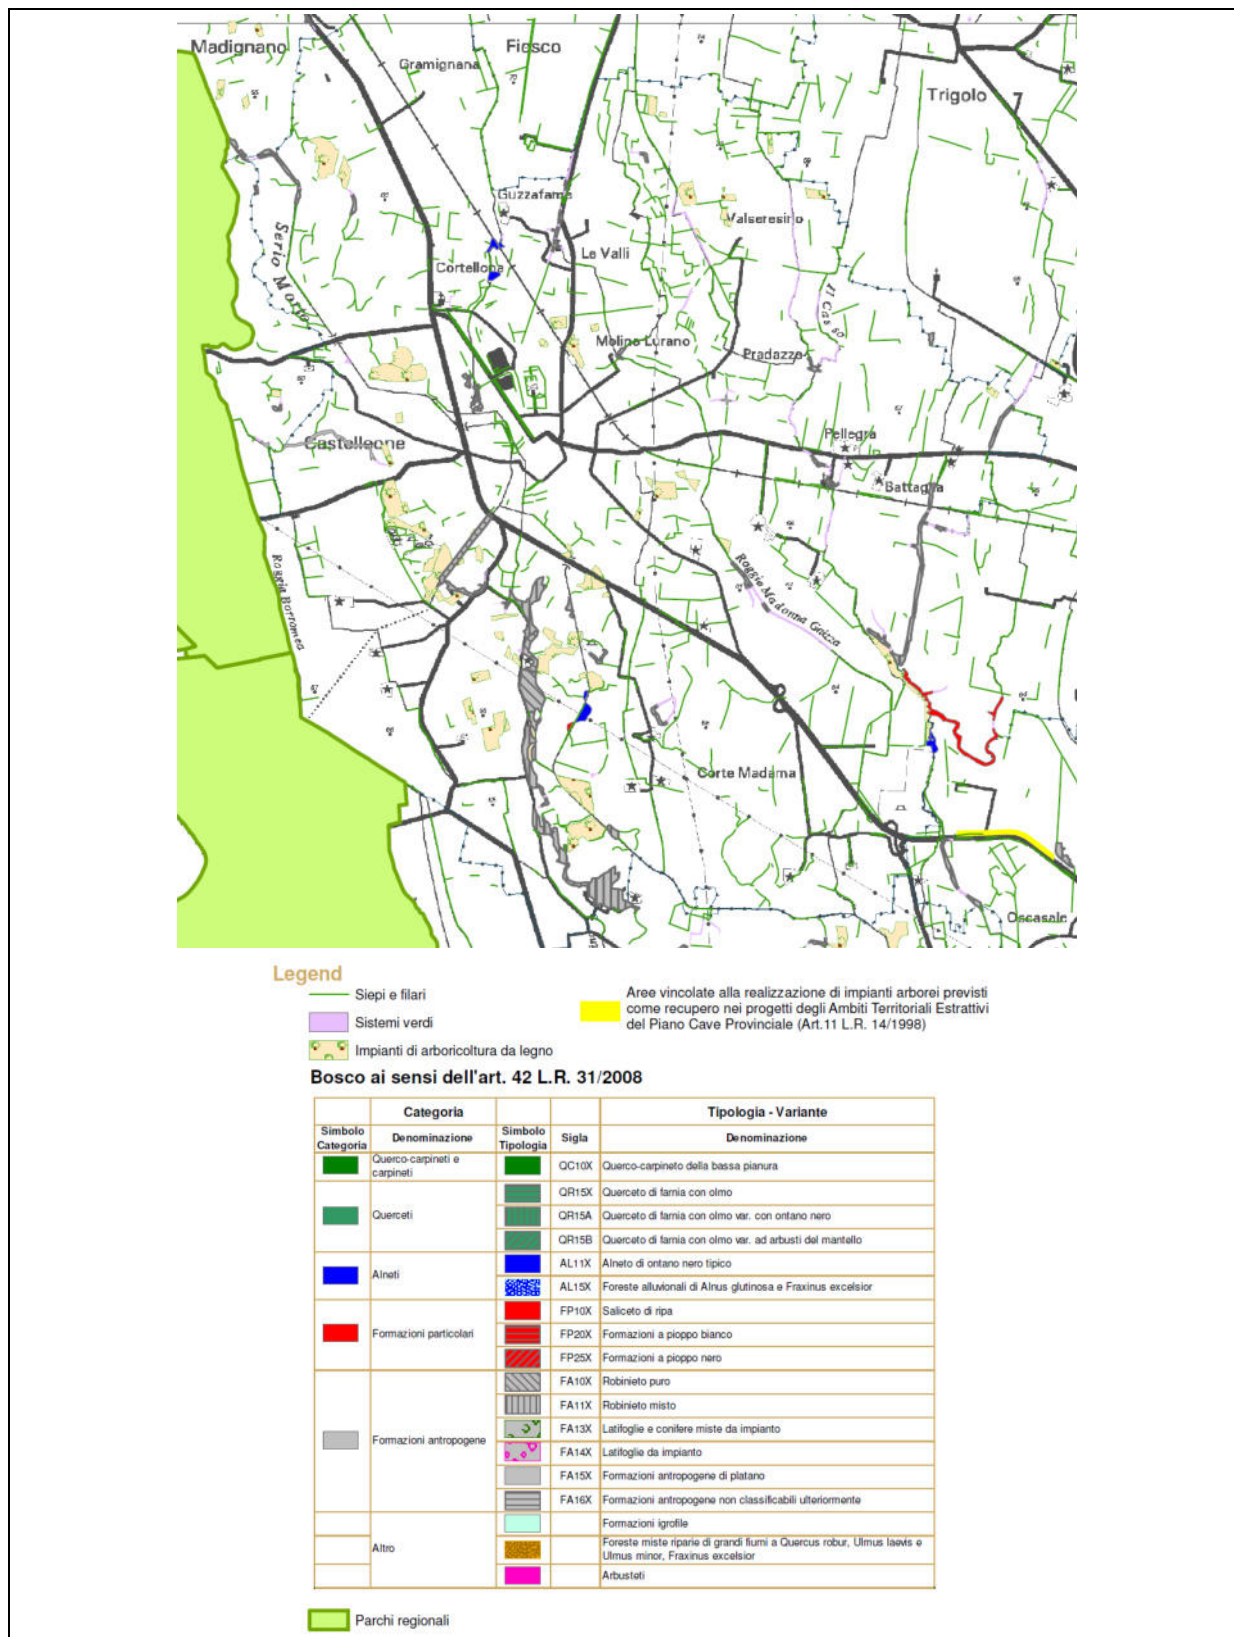 Madignano
Fiesco
Gramignana
Trigolo
Guzzafame
Valseresino
Le Valli
Cortellona
Serio Morto
Il Casso
Molino Lurano
Pradazzo
Castelleone
Pellegra
Battaglia
Roggia Borromea
Roggia Madonna Gaizza
Corte Madama
Oscasale
Legend
Siepi e filari
Sistemi verdi
Impianti di arboricoltura da legno
Aree vincolate alla realizzazione di impianti arborei previsti
come recupero nei progetti degli Ambiti Territoriali Estrattivi
del Piano Cave Provinciale (Art.11 L.R. 14/1998)
Bosco ai sensi dell'art. 42 L.R. 31/2008
Categoria Tipologia - Variante
Simbolo Categoria Denominazione Simbolo Tipologia Sigla Denominazione
Querco-carpineti e carpineti QC10X Querco-carpineto della bassa pianura
Querceti QR15X Querceto di farnia con olmo
QR15A Querceto di farnia con olmo var. con ontano nero
QR15B Querceto di farnia con olmo var. ad arbusti del mantello
Alneti AL11X Alneto di ontano nero tipico
AL15X Foreste alluvionali di Alnus glutinosa e Fraxinus excelsior
Formazioni particolari FP10X Saliceto di ripa
FP20X Formazioni a pioppo bianco
FP25X Formazioni a pioppo nero
Formazioni antropogene FA10X Robinieto puro
FA11X Robinieto misto
FA13X Latifoglie e conifere miste da impianto
FA14X Latifoglie da impianto
FA15X Formazioni antropogene di platano
FA16X Formazioni antropogene non classificabili ulteriormente
Altro Formazioni igrofile
Foreste miste riparie di grandi fiumi a Quercus robur, Ulmus laevis e
Ulmus minor, Fraxinus excelsior
Arbusteti
Parchi regionali